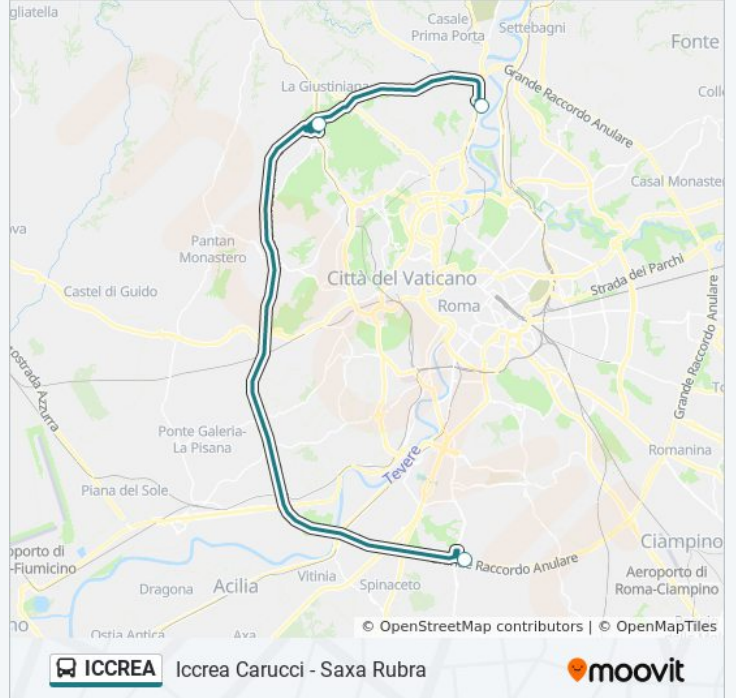 gliatella
Casale
Prima Porta
Settebagni
Fonte
La Giustiniana
Grande Raccordo Anulare
Coll
Casal Monaste
va
Pantan
Monastero
Castel di Guido
Città del Vaticano
Roma
Strada dei Parchi
Grande Raccordo Anulare
ostrada Azzurra
Ponte Galeria-
La Pisana
Tevere
Romanina
Piana del Sole
oporto di
-Fiumicino
Raccordo Anulare
Ciampino
Aeroporto di
Roma-Ciampino
Dragona
Acilia
Vitinia
Spinaceto
no
Ostia Antica
Axa
© OpenStreetMap contributors | © OpenMapTiles
ICCREA
Iccrea Carucci - Saxa Rubra
moovit